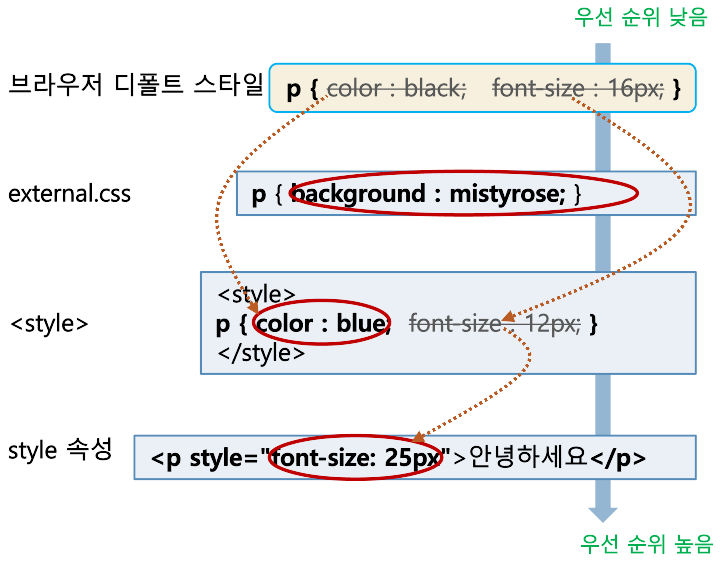 우선 순위 낮음
브라우저 디폴트 스타일
p { color : black; font-size : 16px; }
external.css
p { background : mistyrose; }
<style>
<style>
p { color : blue; font-size : 12px; }
</style>
style 속성
<p style="font-size: 25px">안녕하세요</p>
우선 순위 높음